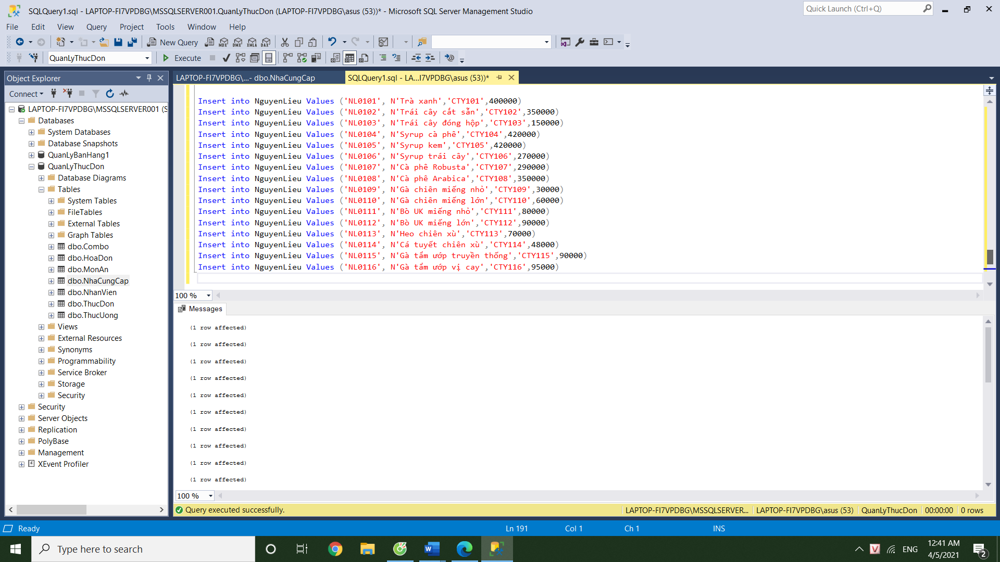 SQLQuery1.sql - LAPTOP-FI7VPDBG\MSSQLSERVER001.QuanLyThucDon (LAPTOP-FI7VPDBG\asus (53))* - Microsoft SQL Server Management Studio
Quick Launch (Ctrl+Q)
File Edit View Query Project Tools Window Help
New Query MDX DMX XMLA DAX
QuanLyThucDon Execute
Object Explorer
Connect
LAPTOP-FI7VPDBG\MSSQLSERVER001 (S
Databases
System Databases
Database Snapshots
QuanLyBanHang1
QuanLyThucDon
Database Diagrams
Tables
System Tables
FileTables
External Tables
Graph Tables
dbo.Combo
dbo.HoaDon
dbo.MonAn
dbo.NhaCungCap
dbo.NhanVien
dbo.ThucDon
dbo.ThucUong
Views
External Resources
Synonyms
Programmability
Service Broker
Storage
Security
Security
Server Objects
Replication
PolyBase
Management
XEvent Profiler
LAPTOP-FI7VPDBG\...- dbo.NhaCungCap
SQLQuery1.sql - LA...I7VPDBG\asus (53))*
Insert into NguyenLieu Values ('NL0101', N'Trà xanh','CTY101',400000)
Insert into NguyenLieu Values ('NL0102', N'Trái cây cắt sẵn','CTY102',350000)
Insert into NguyenLieu Values ('NL0103', N'Trái cây đóng hộp','CTY103',150000)
Insert into NguyenLieu Values ('NL0104', N'Syrup cà phê','CTY104',420000)
Insert into NguyenLieu Values ('NL0105', N'Syrup kem','CTY105',420000)
Insert into NguyenLieu Values ('NL0106', N'Syrup trái cây','CTY106',270000)
Insert into NguyenLieu Values ('NL0107', N'Cà phê Robusta','CTY107',290000)
Insert into NguyenLieu Values ('NL0108', N'Cà phê Arabica','CTY108',350000)
Insert into NguyenLieu Values ('NL0109', N'Gà chiên miếng nhỏ','CTY109',30000)
Insert into NguyenLieu Values ('NL0110', N'Gà chiên miếng lớn','CTY110',60000)
Insert into NguyenLieu Values ('NL0111', N'Bò UK miếng nhỏ','CTY111',80000)
Insert into NguyenLieu Values ('NL0112', N'Bò UK miếng lớn','CTY112',90000)
Insert into NguyenLieu Values ('NL0113', N'Heo chiên xù','CTY113',70000)
Insert into NguyenLieu Values ('NL0114', N'Cá tuyết chiên xù','CTY114',48000)
Insert into NguyenLieu Values ('NL0115', N'Gà tẩm ướp truyền thống','CTY115',90000)
Insert into NguyenLieu Values ('NL0116', N'Gà tẩm ướp vị cay','CTY116',95000)
100 %
Messages
(1 row affected)
(1 row affected)
(1 row affected)
(1 row affected)
(1 row affected)
(1 row affected)
(1 row affected)
(1 row affected)
(1 row affected)
(1 row affected)
100 %
Query executed successfully.
LAPTOP-FI7VPDBG\MSSQLSERVER... LAPTOP-FI7VPDBG\asus (53) QuanLyThucDon 00:00:00 0 rows
Ready Ln 191 Col 1 Ch 1 INS
Type here to search
ENG
12:41 AM
4/5/2021
2